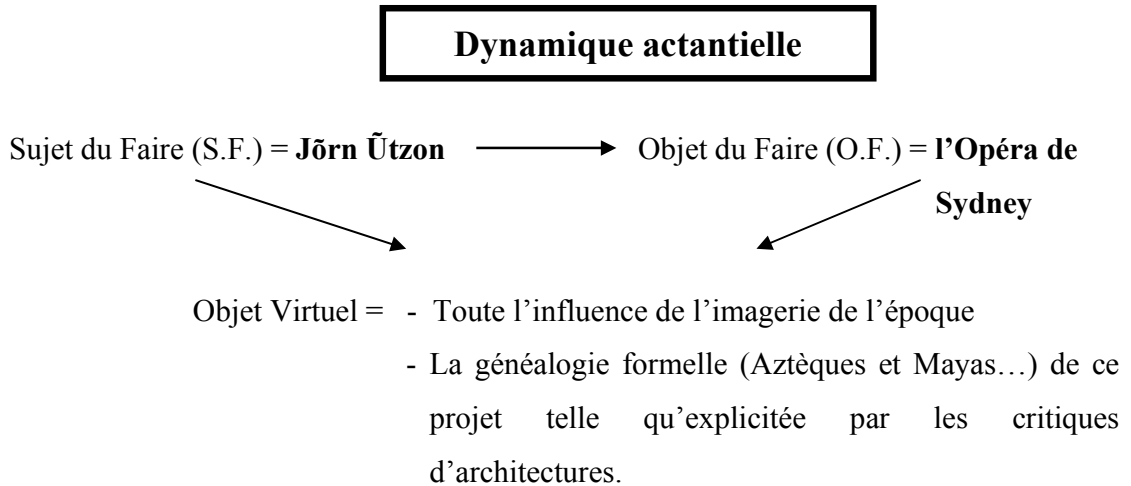 Dynamique actantielle
Sujet du Faire (S.F.) = Jõrn Ũtzon Objet du Faire (O.F.) = l’Opéra de
Sydney
Objet Virtuel = - Toute l’influence de l’imagerie de l’époque
- La généalogie formelle (Aztèques et Mayas…) de ce
projet telle qu’explicitée par les critiques
d’architectures.